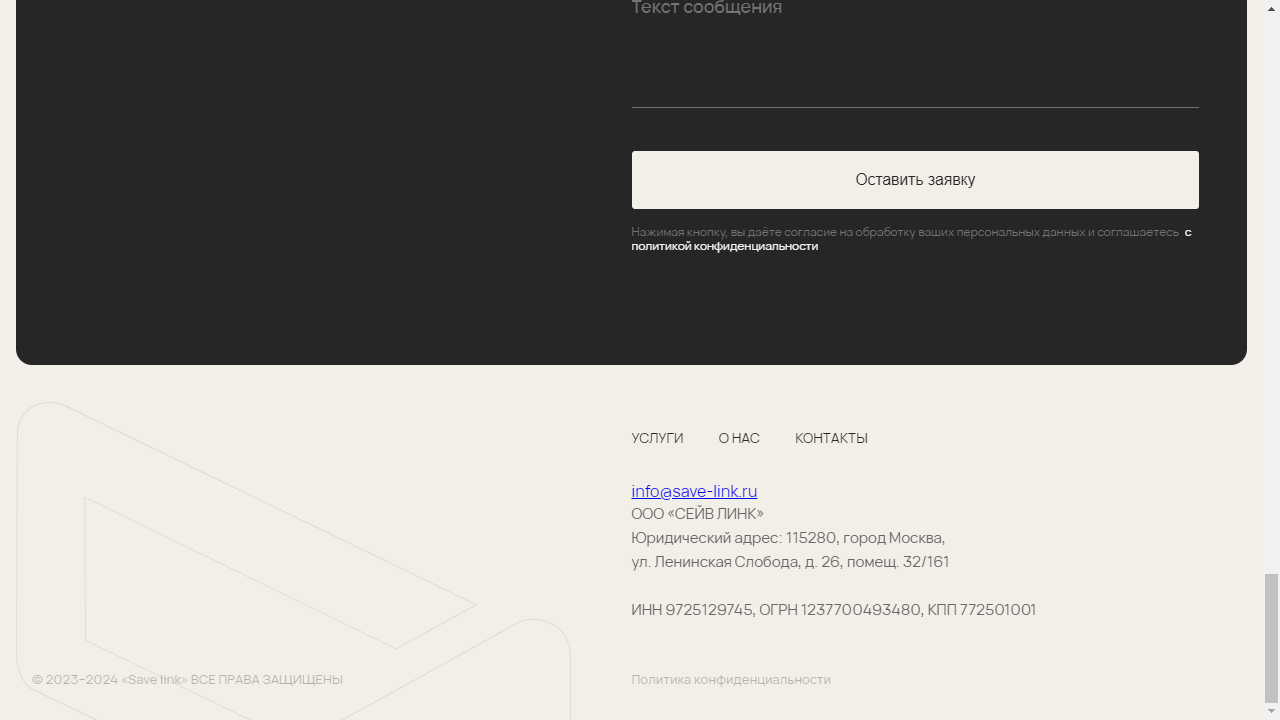 Текст сообщения
Оставить заявку
Нажимая кнопку, вы даёте согласие на обработку ваших персональных данных и соглашаетесь с
политикой конфиденциальности
УСЛУГИ О НАС КОНТАКТЫ
info@save-link.ru
ООО «СЕЙВ ЛИНК»
Юридический адрес: 115280, город Москва,
ул. Ленинская Слобода, д. 26, помещ. 32/161
ИНН 9725129745, ОГРН 1237700493480, КПП 772501001
© 2023-2024 «Save link» ВСЕ ПРАВА ЗАЩИЩЕНЫ
Политика конфиденциальности